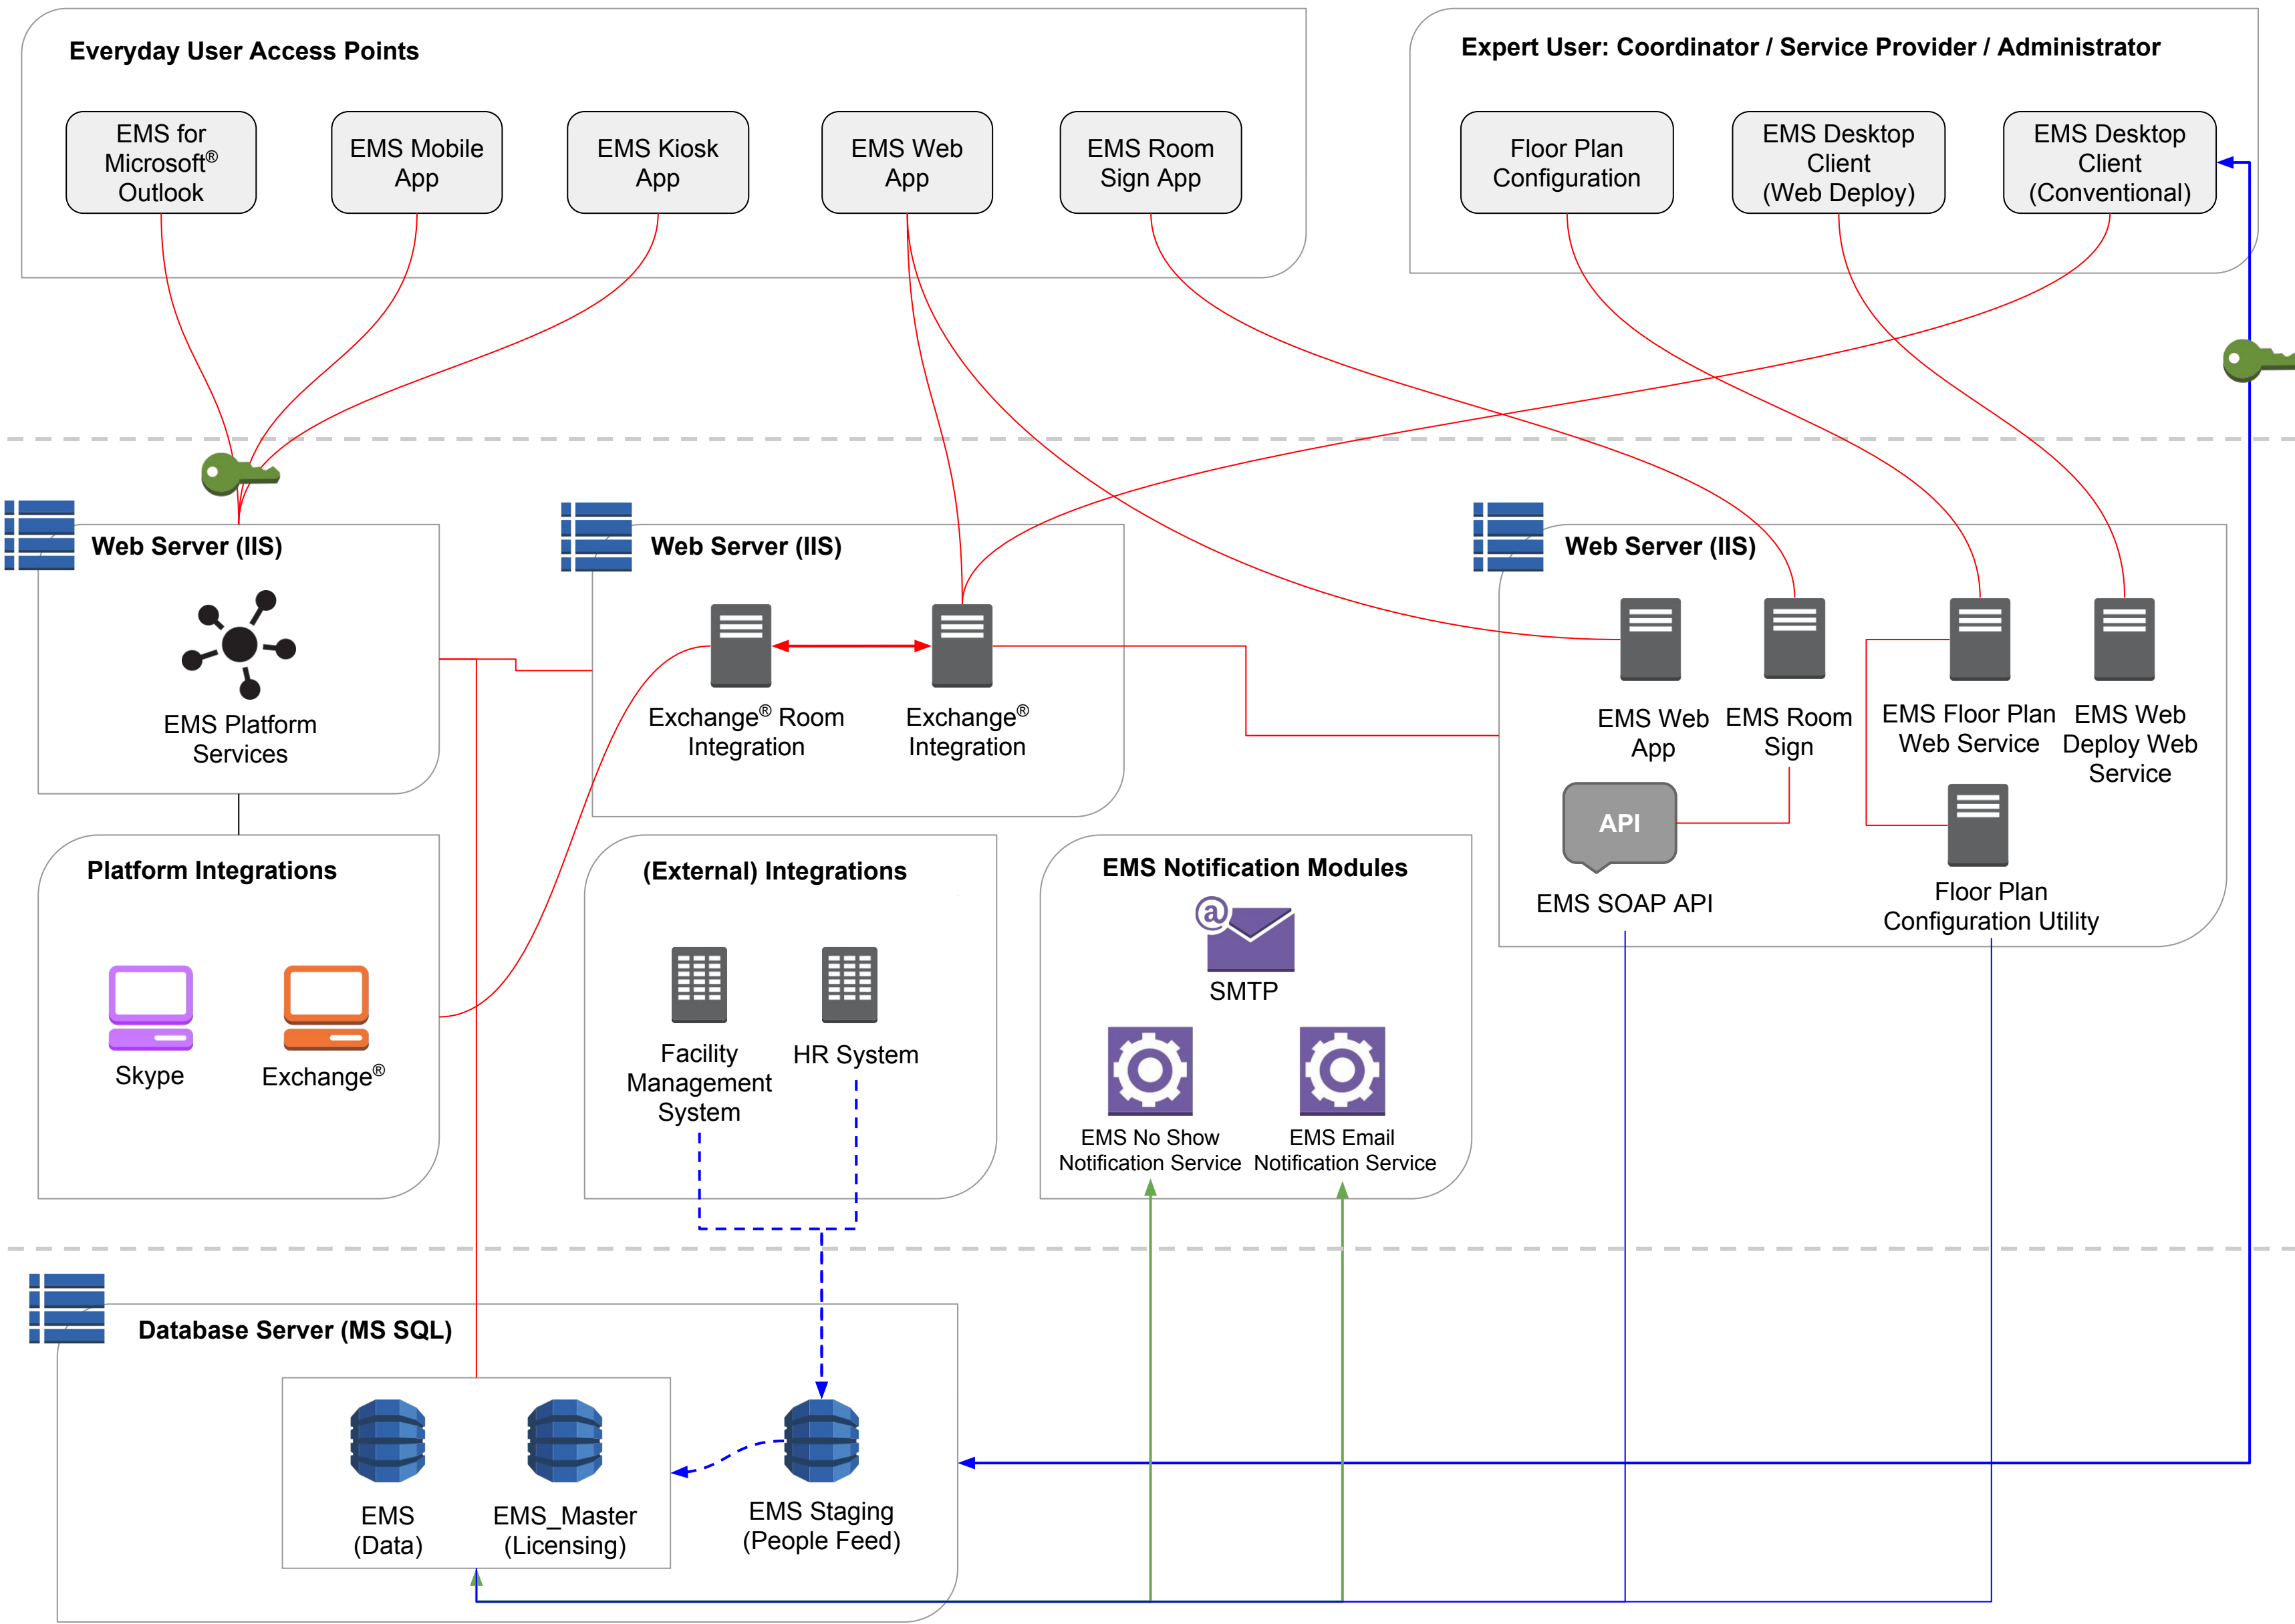 Everyday User Access Points
EMS for
Microsoft®
Outlook
EMS Mobile
App
EMS Kiosk
App
EMS Web
App
EMS Room
Sign App
Expert User: Coordinator / Service Provider / Administrator
Floor Plan
Configuration
EMS Desktop
Client
(Web Deploy)
EMS Desktop
Client
(Conventional)
Web Server (IIS)
EMS Platform
Services
Web Server (IIS)
Exchange® Room
Integration
Exchange®
Integration
Web Server (IIS)
EMS Web
App
EMS Room
Sign
EMS Floor Plan
Web Service
EMS Web
Deploy Web
Service
API
EMS SOAP API
Floor Plan
Configuration Utility
Platform Integrations
Skype
Exchange®
(External) Integrations
Facility
Management
System
HR System
EMS Notification Modules
@
SMTP
EMS No Show
Notification Service
EMS Email
Notification Service
Database Server (MS SQL)
EMS
(Data)
EMS_Master
(Licensing)
EMS Staging
(People Feed)